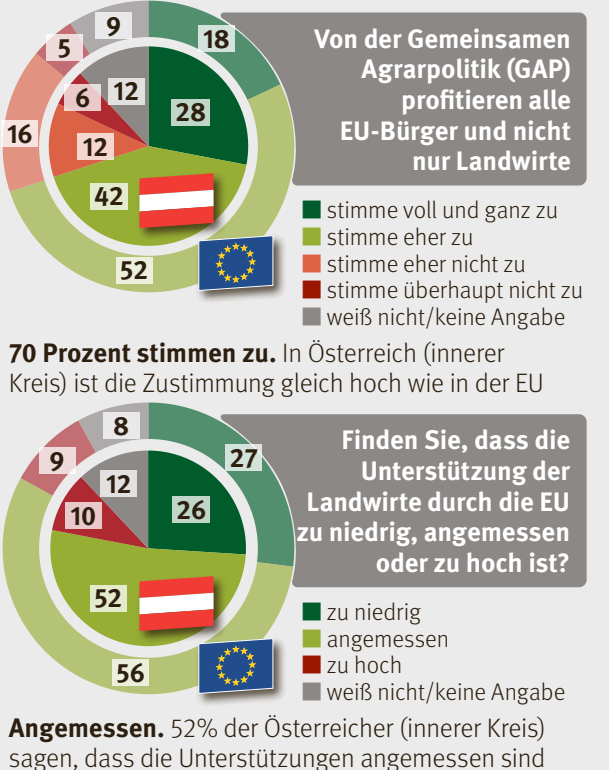 9
18
5
6
12
28
16
12
42
52
Von der Gemeinsamen
Agrarpolitik (GAP)
profitieren alle
EU-Bürger und nicht
nur Landwirte
stimme voll und ganz zu
stimme eher zu
stimme eher nicht zu
stimme überhaupt nicht zu
weiß nicht/keine Angabe
70 Prozent stimmen zu. In Österreich (innerer
Kreis) ist die Zustimmung gleich hoch wie in der EU
8
27
9
12
10
26
52
56
Finden Sie, dass die
Unterstützung der
Landwirte durch die EU
zu niedrig, angemessen
oder zu hoch ist?
zu niedrig
angemessen
zu hoch
weiß nicht/keine Angabe
Angemessen. 52% der Österreicher (innerer Kreis)
sagen, dass die Unterstützungen angemessen sind